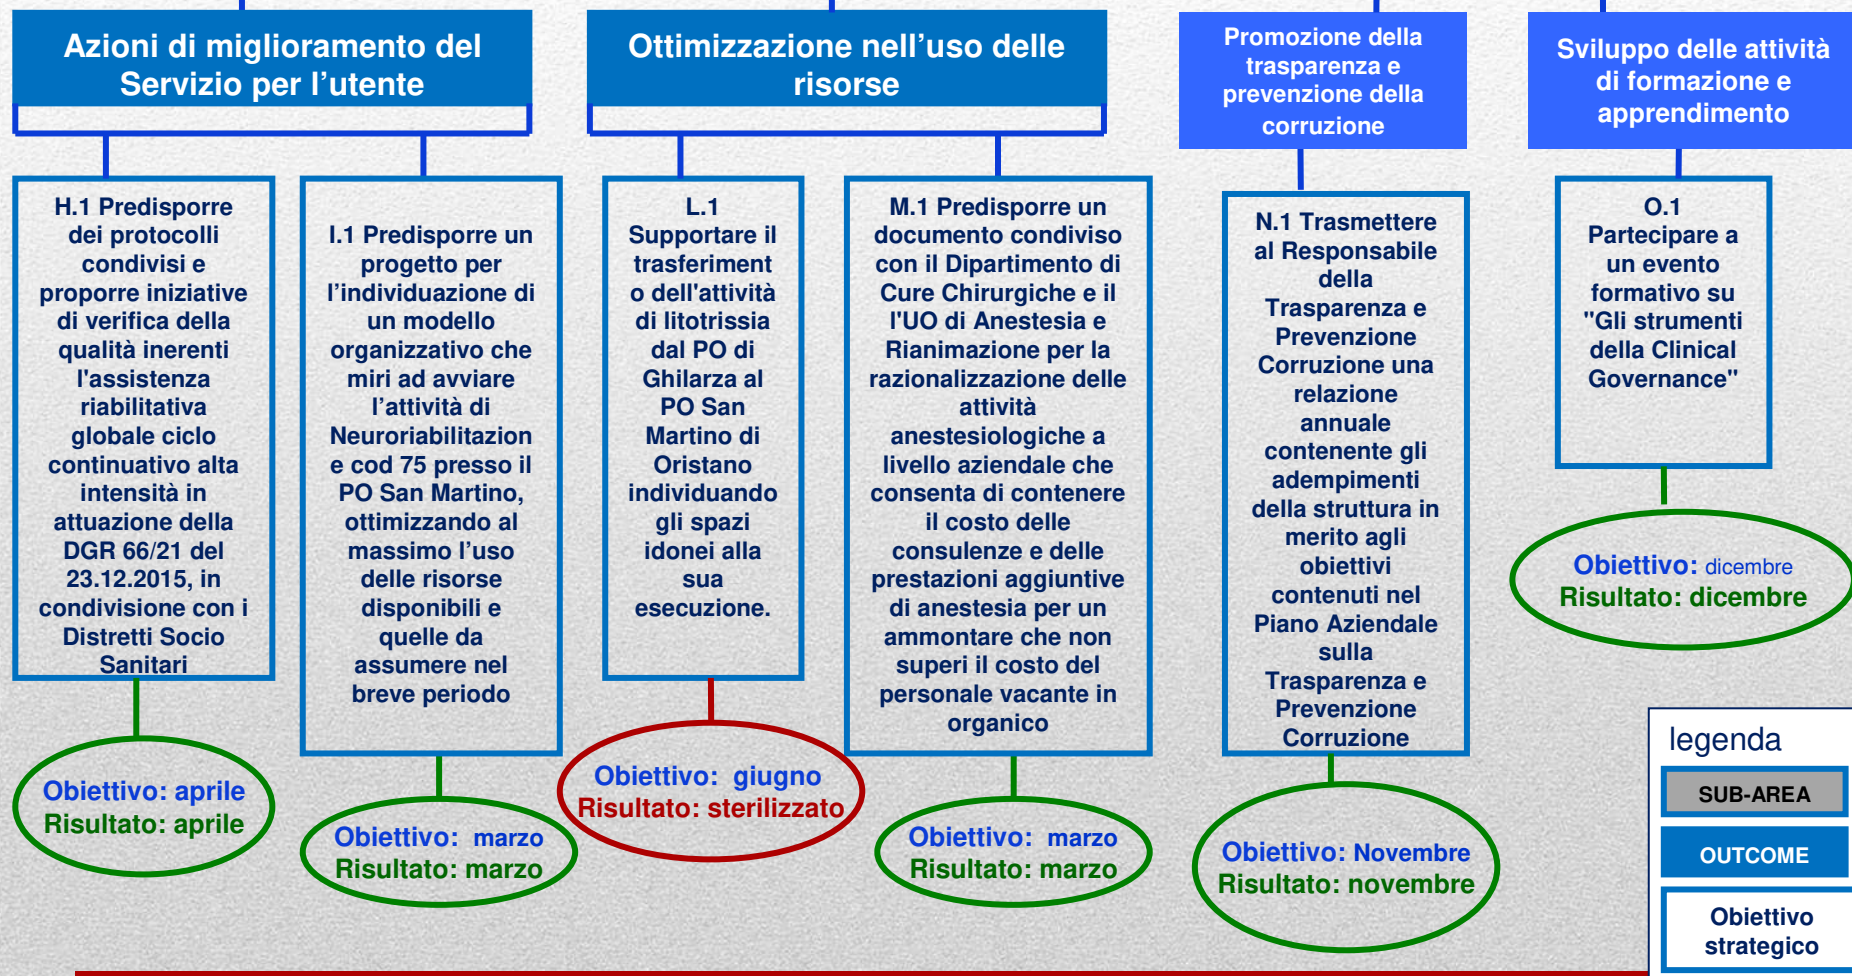 Azioni di miglioramento del
Servizio per l’utente
Ottimizzazione nell’uso delle
risorse
Promozione della
trasparenza e
prevenzione della
corruzione
Sviluppo delle attività
di formazione e
apprendimento
H.1 Predisporre
dei protocolli
condivisi e
proporre iniziative
di verifica della
qualità inerenti
l'assistenza
riabilitativa
globale ciclo
continuativo alta
intensità in
attuazione della
DGR 66/21 del
23.12.2015, in
condivisione con i
Distretti Socio
Sanitari
I.1 Predisporre un
progetto per
l’individuazione di
un modello
organizzativo che
miri ad avviare
l’attività di
Neuroriabilitazion
e cod 75 presso il
PO San Martino,
ottimizzando al
massimo l’uso
delle risorse
disponibili e
quelle da
assumere nel
breve periodo
L.1
Supportare il
trasferiment
o dell'attività
di litotrissia
dal PO di
Ghilarza al
PO San
Martino di
Oristano
individuando
gli spazi
idonei alla
sua
esecuzione.
M.1 Predisporre un
documento condiviso
con il Dipartimento di
Cure Chirurgiche e il
l'UO di Anestesia e
Rianimazione per la
razionalizzazione delle
attività
anestesiologiche a
livello aziendale che
consenta di contenere
il costo delle
consulenze e delle
prestazioni aggiuntive
di anestesia per un
ammontare che non
superi il costo del
personale vacante in
organico
N.1 Trasmettere
al Responsabile
della
Trasparenza e
Prevenzione
Corruzione una
relazione
annuale
contenente gli
adempimenti
della struttura in
merito agli
obiettivi
contenuti nel
Piano Aziendale
sulla
Trasparenza e
Prevenzione
Corruzione
O.1
Partecipare a
un evento
formativo su
"Gli strumenti
della Clinical
Governance"
Obiettivo: aprile
Risultato: aprile
Obiettivo: marzo
Risultato: marzo
Obiettivo: giugno
Risultato: sterilizzato
Obiettivo: marzo
Risultato: marzo
Obiettivo: Novembre
Risultato: novembre
Obiettivo: dicembre
Risultato: dicembre
legenda
SUB-AREA
OUTCOME
Obiettivo
strategico